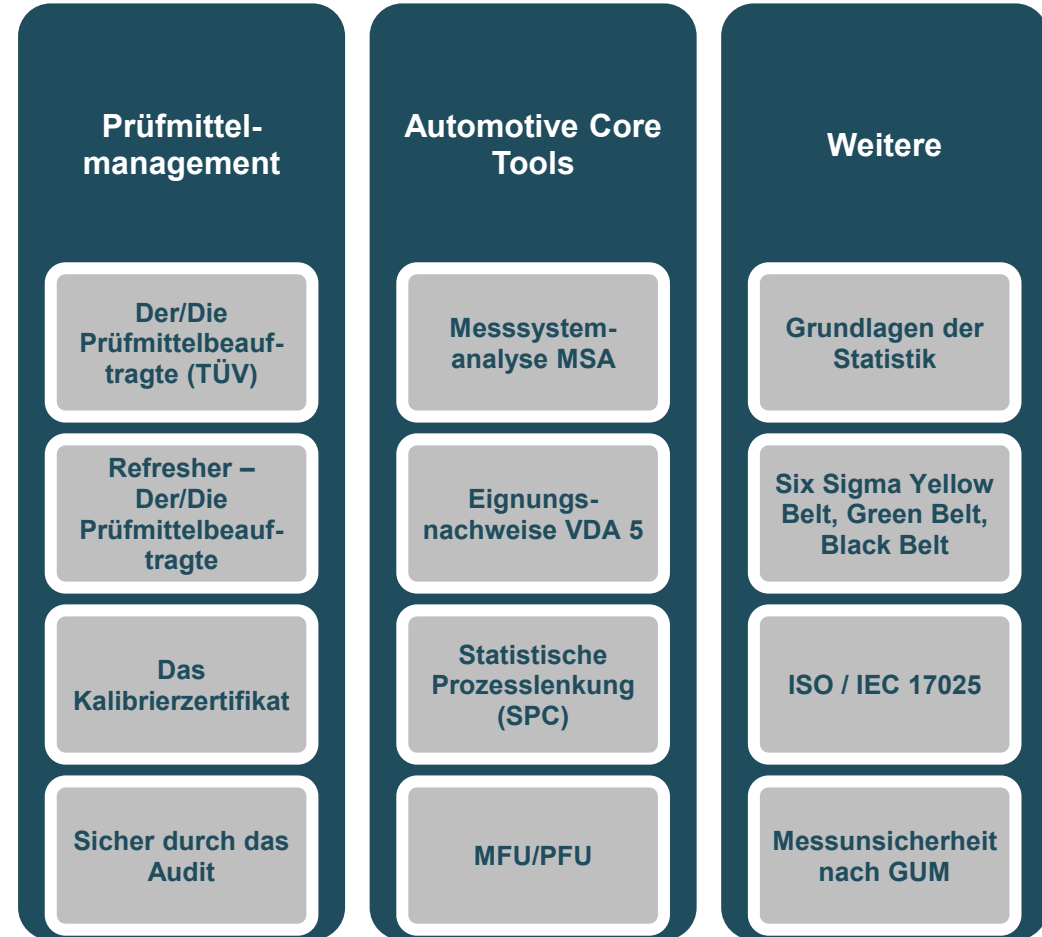 Prüfmittel-
management
Der/Die
Prüfmittelbeauf-
tragte (TÜV)
Refresher –
Der/Die
Prüfmittelbeauf-
tragte
Das
Kalibrierzertifikat
Sicher durch das
Audit
Automotive Core
Tools
Messsystem-
analyse MSA
Eignungs-
nachweise VDA 5
Statistische
Prozesslenkung
(SPC)
MFU/PFU
Weitere
Grundlagen der
Statistik
Six Sigma Yellow
Belt, Green Belt,
Black Belt
ISO / IEC 17025
Messunsicherheit
nach GUM